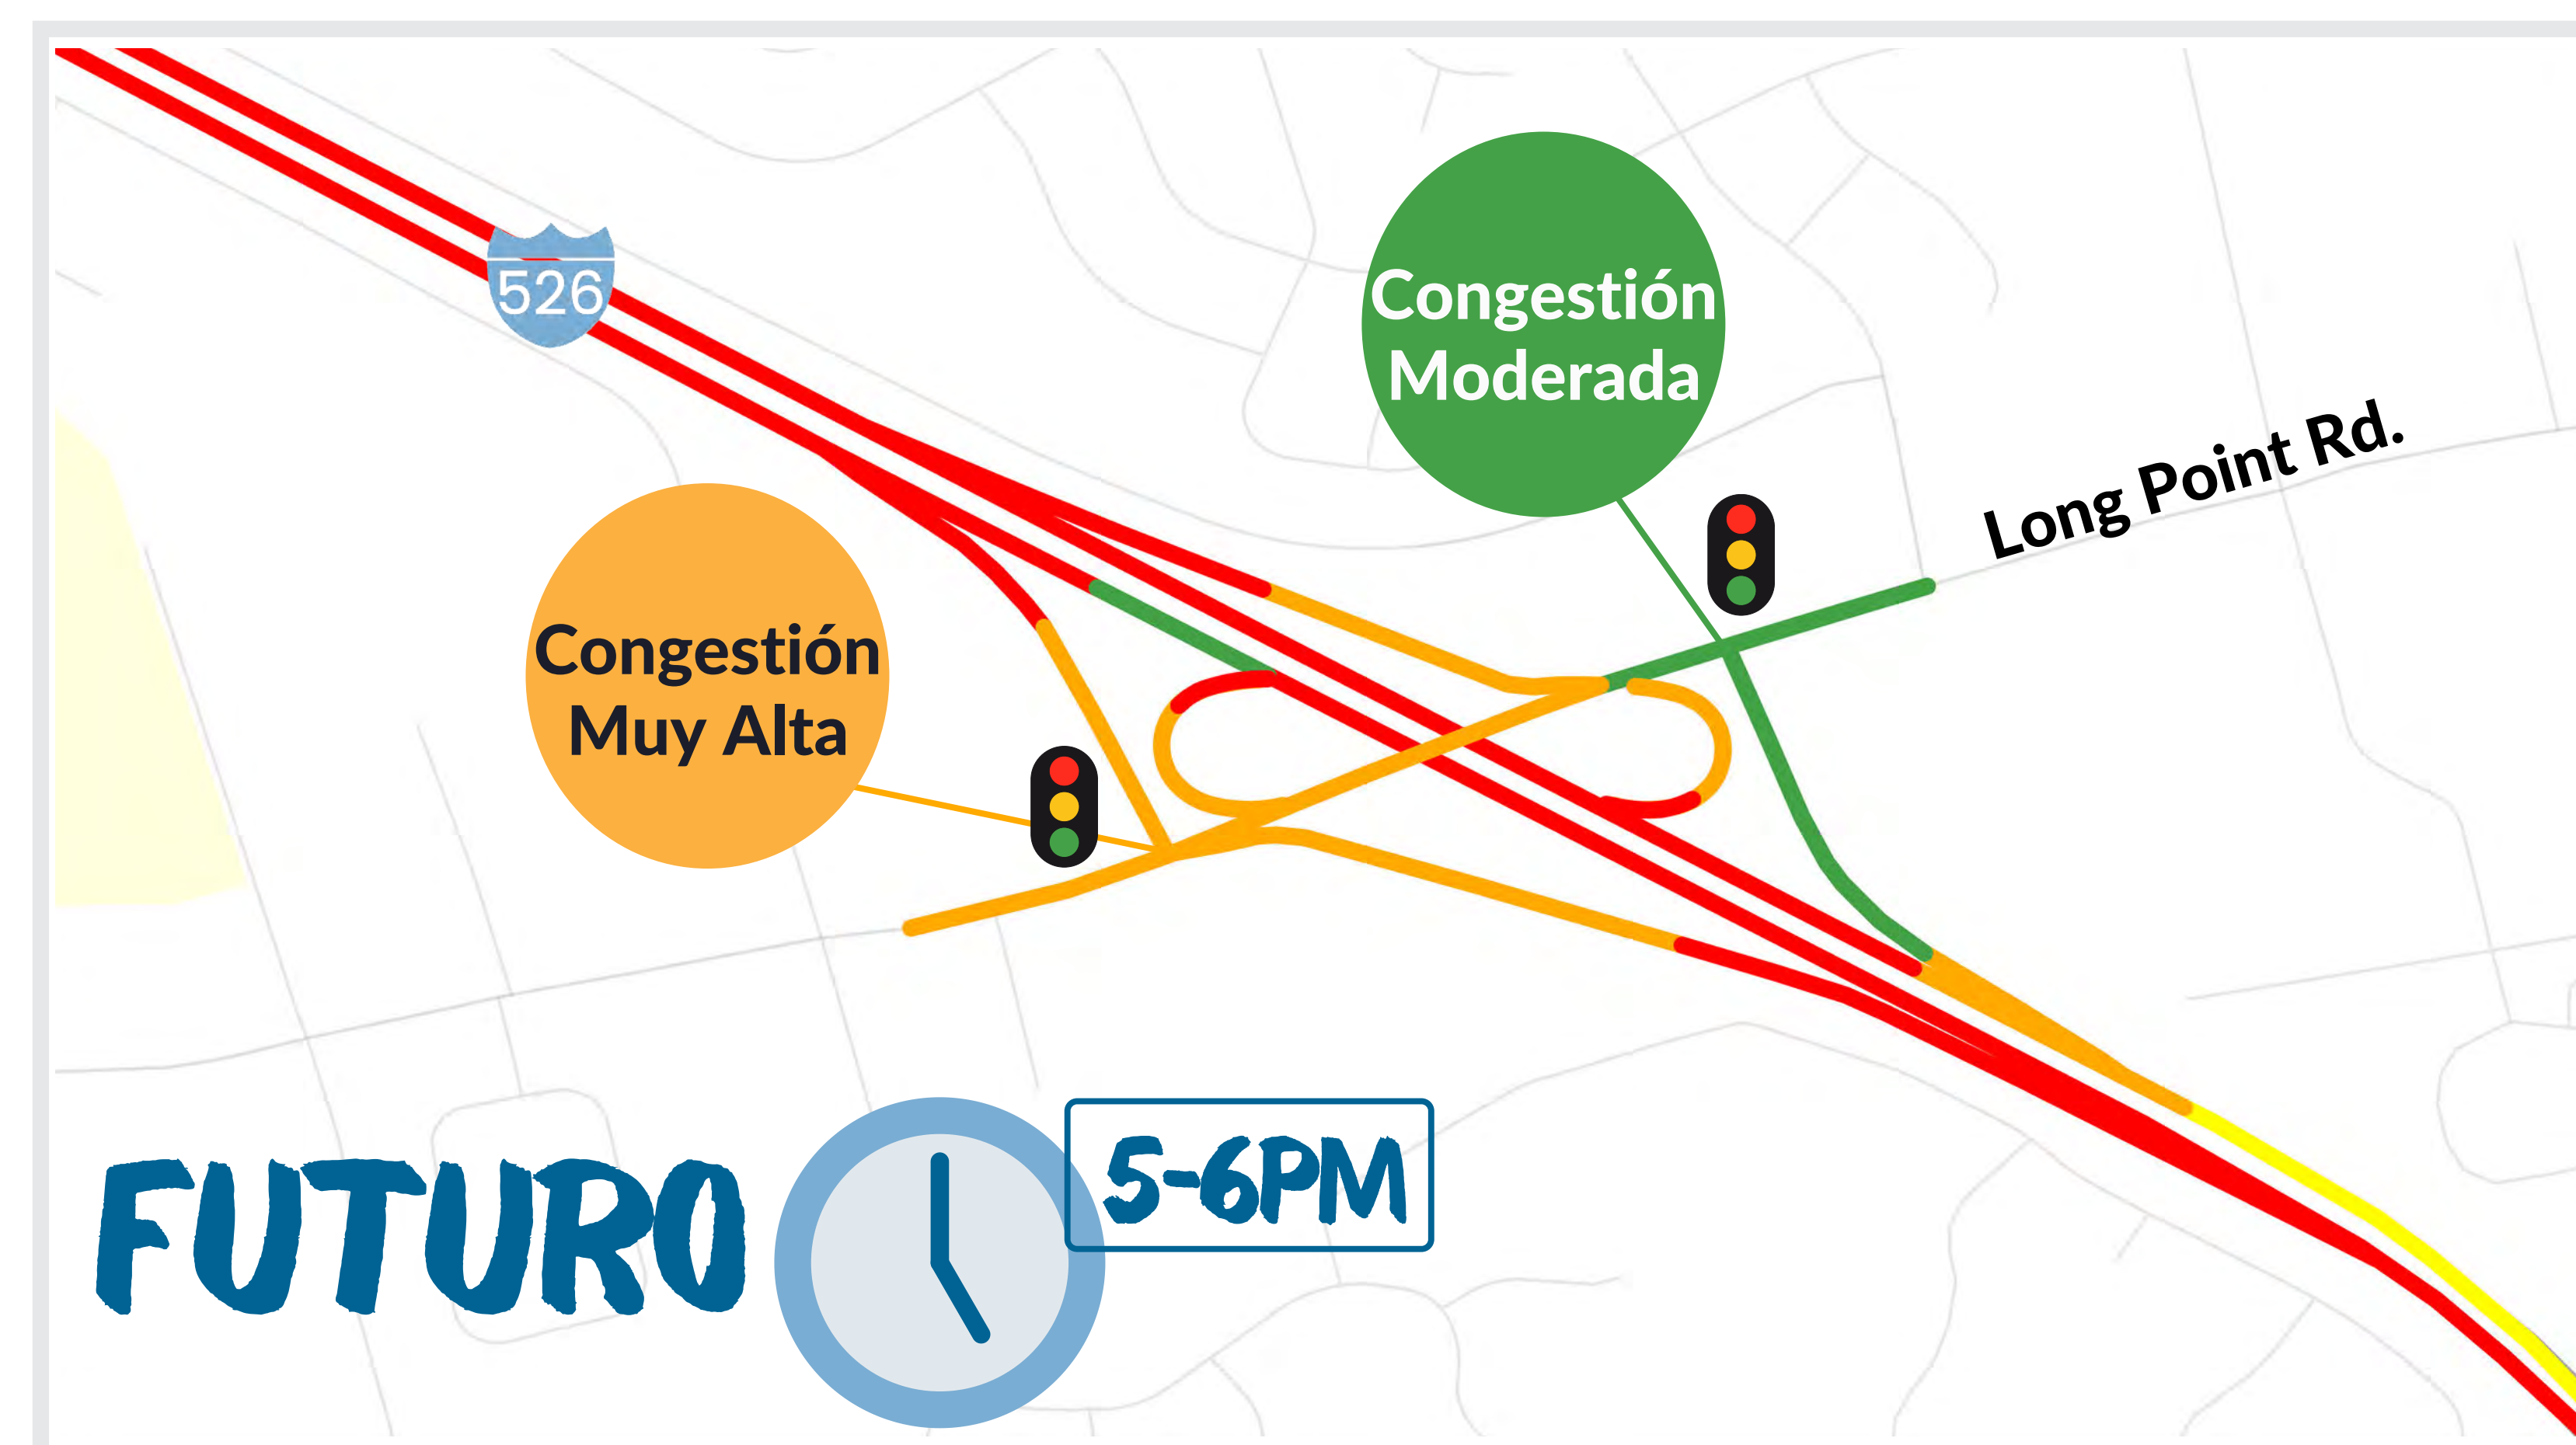 526
Congestión
Moderada
Long Point Rd.
Congestión
Muy Alta
FUTURO
5-6PM